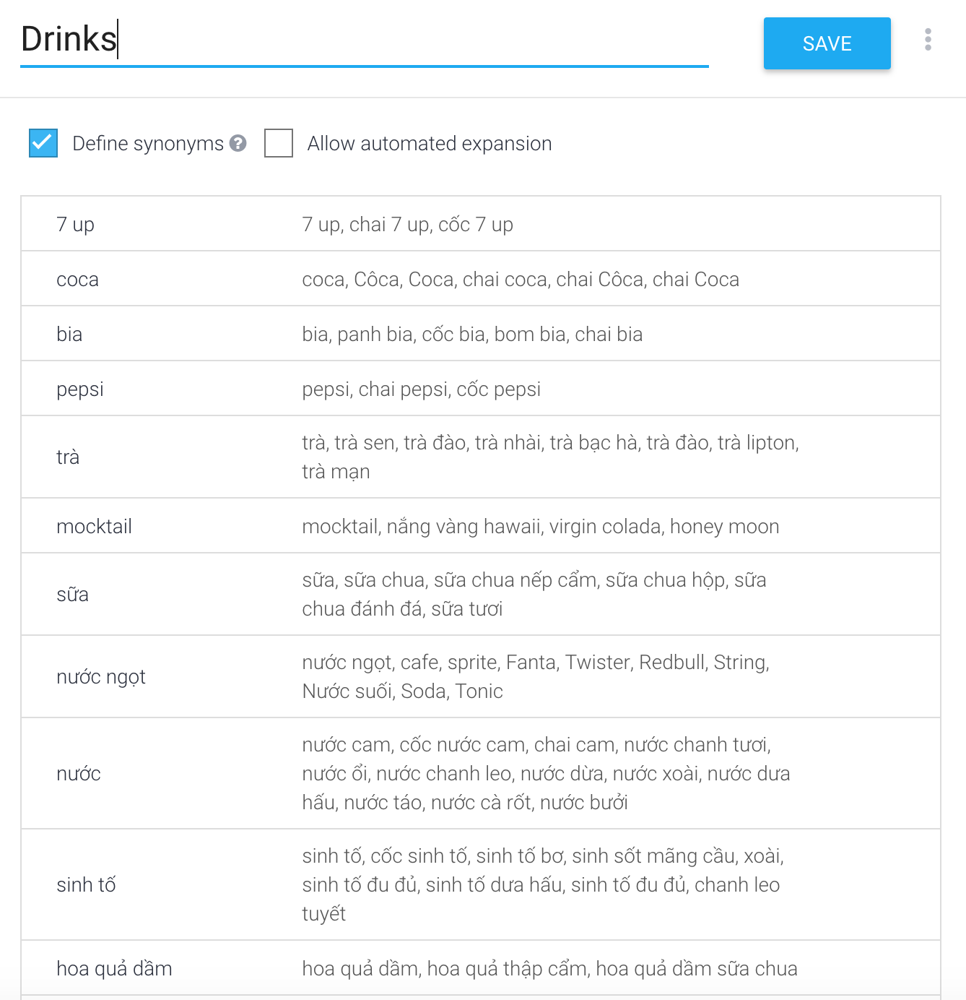 Drinks
SAVE
Define synonyms ?
Allow automated expansion
7 up
7 up, chai 7 up, cốc 7 up
coca
coca, Côca, Coca, chai coca, chai Côca, chai Coca
bia
bia, panh bia, cốc bia, bom bia, chai bia
pepsi
pepsi, chai pepsi, cốc pepsi
trà
trà, trà sen, trà đào, trà nhài, trà bạc hà, trà đào, trà lipton,
trà mạn
mocktail
mocktail, nắng vàng hawaii, virgin colada, honey moon
sữa
sữa, sữa chua, sữa chua nếp cẩm, sữa chua hộp, sữa
chua đánh đá, sữa tươi
nước ngọt
nước ngọt, cafe, sprite, Fanta, Twister, Redbull, String,
Nước suối, Soda, Tonic
nước
nước cam, cốc nước cam, chai cam, nước chanh tươi,
nước ổi, nước chanh leo, nước dừa, nước xoài, nước dưa
hấu, nước táo, nước cà rốt, nước bưởi
sinh tố
sinh tố, cốc sinh tố, sinh tố bơ, sinh sốt mãng cầu, xoài,
sinh tố đu đủ, sinh tố dưa hấu, sinh tố đu đủ, chanh leo
tuyết
hoa quả dầm
hoa quả dầm, hoa quả thập cẩm, hoa quả dầm sữa chua